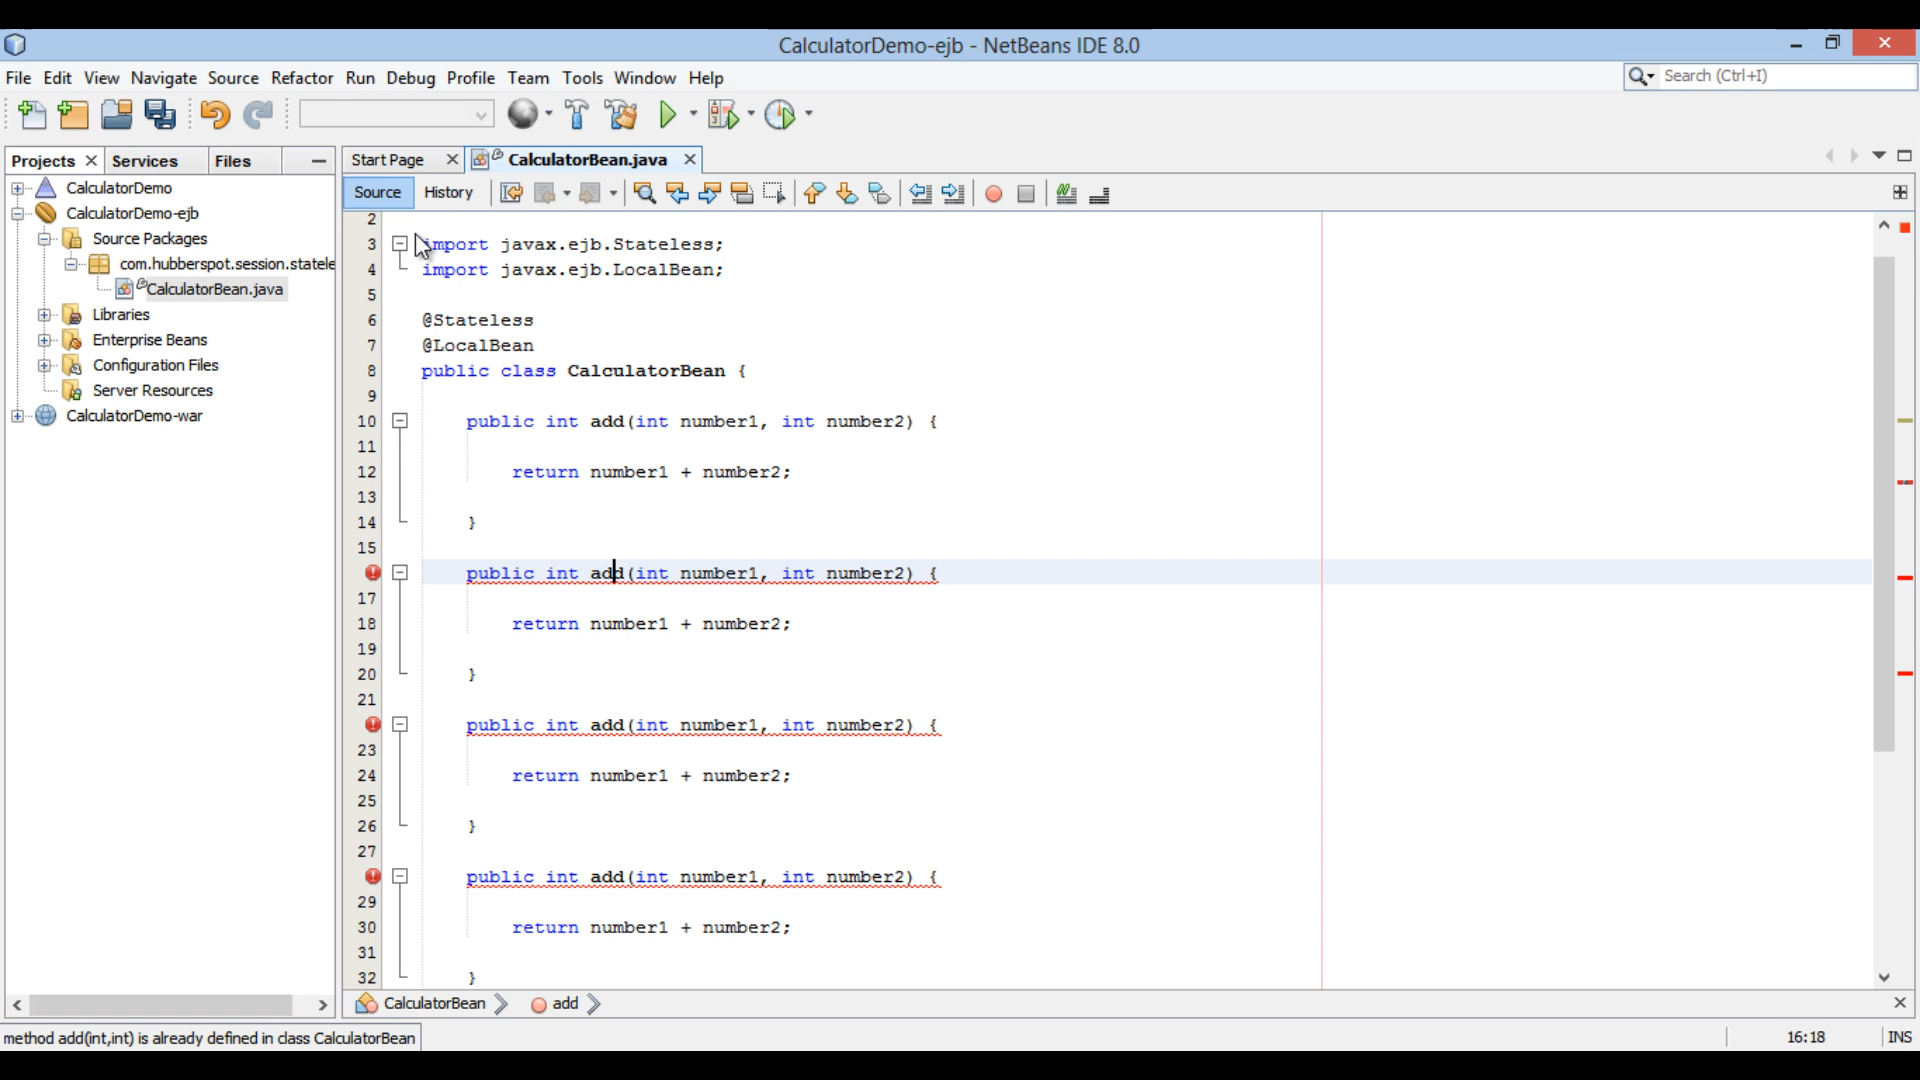 CalculatorDemo-ejb - NetBeans IDE 8.0
File Edit View Navigate Source Refactor Run Debug Profile Team Tools Window Help
Search (Ctrl+I)
Projects Services Files
Start Page CalculatorBean.java
CalculatorDemo
CalculatorDemo-ejb
Source Packages
com.hubberspot.session.statele
CalculatorBean.java
Libraries
Enterprise Beans
Configuration Files
Server Resources
CalculatorDemo-war
Source History
2
3 import javax.ejb.Stateless;
4 import javax.ejb.LocalBean;
5
6 @Stateless
7 @LocalBean
8 public class CalculatorBean {
9
10 public int add(int number1, int number2) {
11
12 return number1 + number2;
13
14 }
15
public int add(int number1, int number2) {
17
18 return number1 + number2;
19
20 }
21
public int add(int number1, int number2) {
23
24 return number1 + number2;
25
26 }
27
public int add(int number1, int number2) {
29
30 return number1 + number2;
31
32 }
CalculatorBean add
method add(int,int) is already defined in class CalculatorBean
16:18 INS